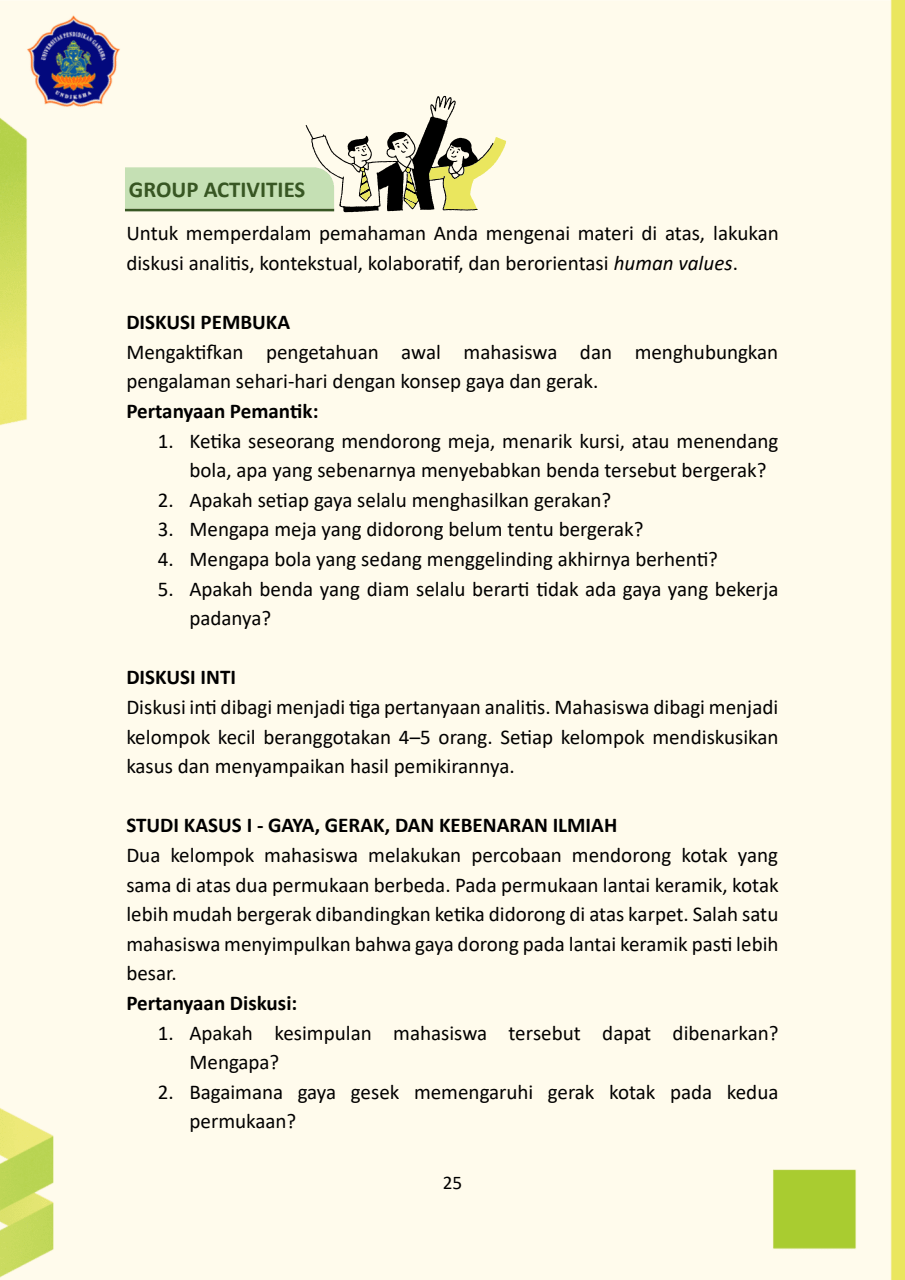 UNIVERSITAS PENDIDIKAN GANESHA
UNDIKSHA
GROUP ACTIVITIES
Untuk memperdalam pemahaman Anda mengenai materi di atas, lakukan
diskusi analitis, kontekstual, kolaboratif, dan berorientasi human values.
DISKUSI PEMBUKA
Mengaktifkan pengetahuan awal mahasiswa dan menghubungkan
pengalaman sehari-hari dengan konsep gaya dan gerak.
Pertanyaan Pemantik:
1. Ketika seseorang mendorong meja, menarik kursi, atau menendang
bola, apa yang sebenarnya menyebabkan benda tersebut bergerak?
2. Apakah setiap gaya selalu menghasilkan gerakan?
3. Mengapa meja yang didorong belum tentu bergerak?
4. Mengapa bola yang sedang menggelinding akhirnya berhenti?
5. Apakah benda yang diam selalu berarti tidak ada gaya yang bekerja
padanya?
DISKUSI INTI
Diskusi inti dibagi menjadi tiga pertanyaan analitis. Mahasiswa dibagi menjadi
kelompok kecil beranggotakan 4–5 orang. Setiap kelompok mendiskusikan
kasus dan menyampaikan hasil pemikirannya.
STUDI KASUS I - GAYA, GERAK, DAN KEBENARAN ILMIAH
Dua kelompok mahasiswa melakukan percobaan mendorong kotak yang
sama di atas dua permukaan berbeda. Pada permukaan lantai keramik, kotak
lebih mudah bergerak dibandingkan ketika didorong di atas karpet. Salah satu
mahasiswa menyimpulkan bahwa gaya dorong pada lantai keramik pasti lebih
besar.
Pertanyaan Diskusi:
1. Apakah kesimpulan mahasiswa tersebut dapat dibenarkan?
Mengapa?
2. Bagaimana gaya gesek memengaruhi gerak kotak pada kedua
permukaan?
25